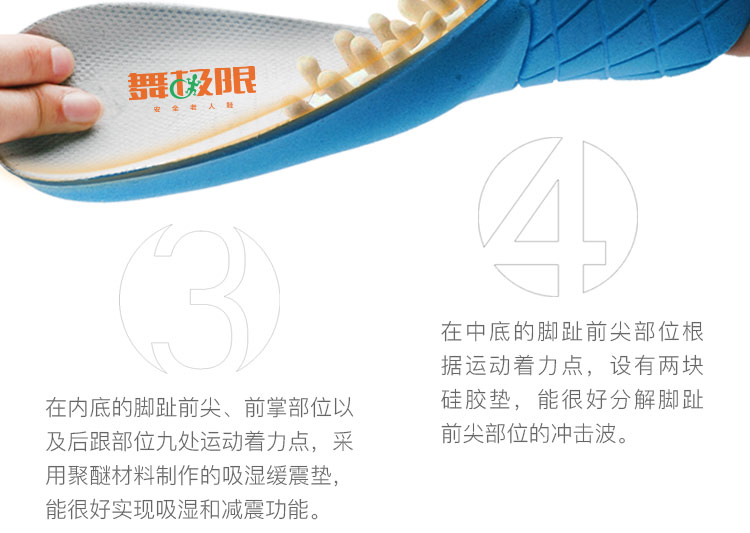 舞极限
安全老人鞋
3
在内底的脚趾前尖、前掌部位以
及后跟部位九处运动着力点，采
用聚醚材料制作的吸湿缓震垫，
能很好实现吸湿和减震功能。
4
在中底的脚趾前尖部位根
据运动着力点，设有两块
硅胶垫，能很好分解脚趾
前尖部位的冲击波。